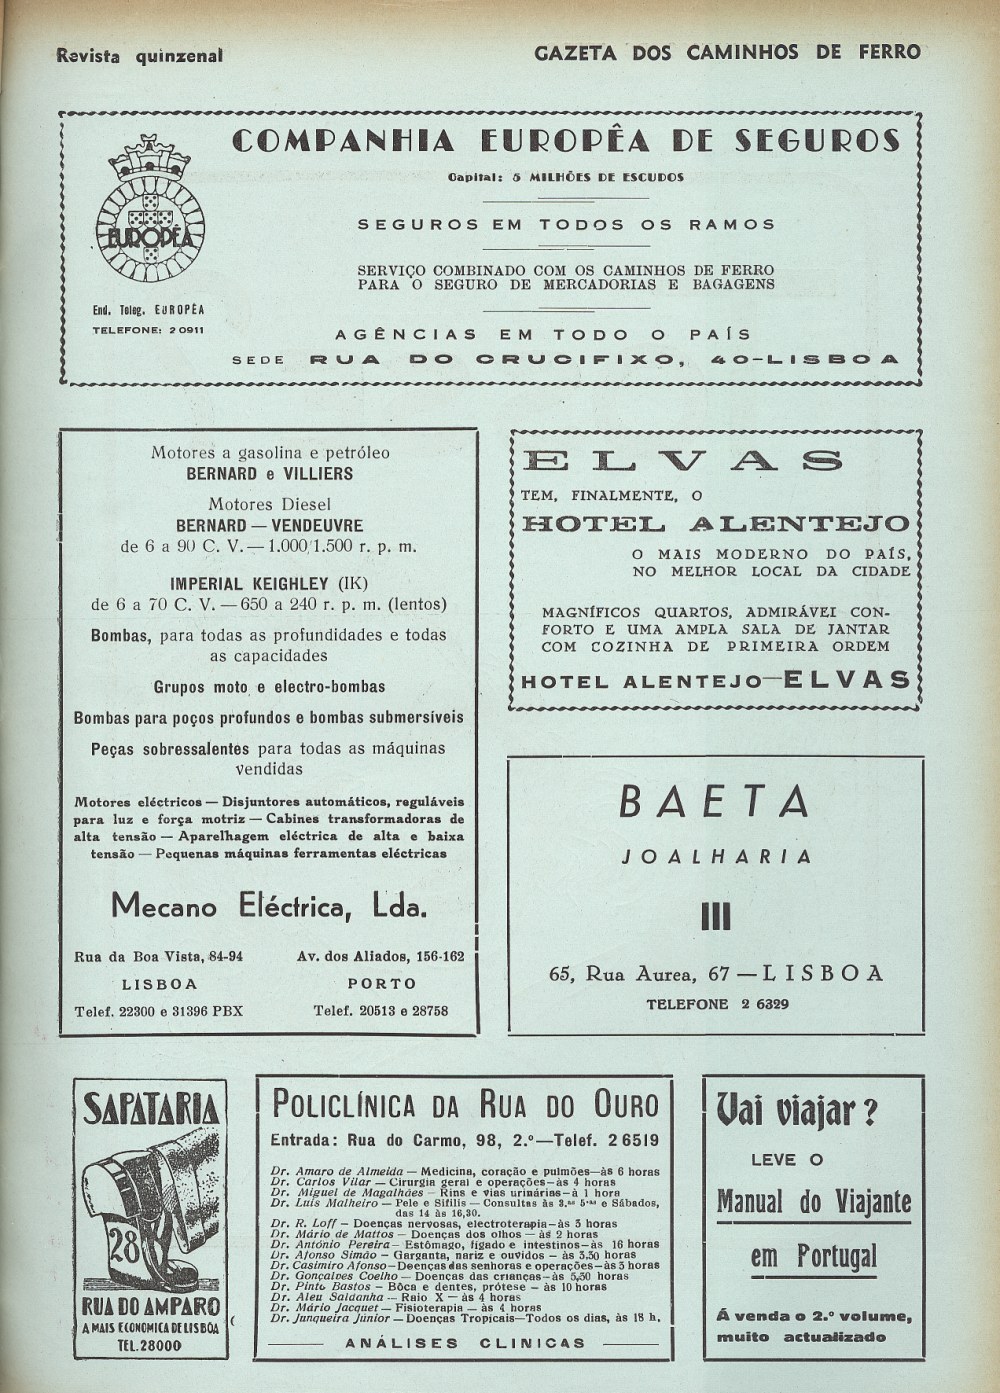 Revista quinzenal
GAZETA DOS CAMINHOS DE FERRO
COMPANHIA EUROPÊA DE SEGUROS
Capital: 5 MILHÕES DE ESCUDOS
SEGUROS EM TODOS OS RAMOS
SERVIÇO COMBINADO COM OS CAMINHOS DE FERRO
PARA O SEGURO DE MERCADORIAS E BAGAGENS
AGÊNCIAS EM TODO O PAÍS
SEDE RUA DO CRUCIFIXO, 40-LISBOA
EUROPÊA
End. Teleg. EUROPÊA
TELEFONE: 20911
Motores a gasolina e petróleo
BERNARD e VILLIERS
Motores Diesel
BERNARD — VENDEUVRE
de 6 a 90 C. V. — 1.000/1.500 r. p. m.
IMPERIAL KEIGHLEY (IK)
de 6 a 70 C. V. — 650 a 240 r. p. m. (lentos)
Bombas, para todas as profundidades e todas
as capacidades
Grupos moto e electro-bombas
Bombas para poços profundos e bombas submersíveis
Peças sobressalentes para todas as máquinas
vendidas
Motores eléctricos — Disjuntores automáticos, reguláveis
para luz e força motriz — Cabines transformadoras de
alta tensão — Aparelhagem eléctrica de alta e baixa
tensão — Pequenas máquinas ferramentas eléctricas
Mecano Eléctrica, Lda.
Rua da Boa Vista, 84-94
LISBOA
Telef. 22300 e 31396 PBX
Av. dos Aliados, 156-162
PORTO
Telef. 20513 e 28758
ELVAS
TEM, FINALMENTE, O
HOTEL ALENTEJO
O MAIS MODERNO DO PAÍS,
NO MELHOR LOCAL DA CIDADE
MAGNÍFICOS QUARTOS, ADMIRÁVEI CON-
FORTO E UMA AMPLA SALA DE JANTAR
COM COZINHA DE PRIMEIRA ORDEM
HOTEL ALENTEJO—ELVAS
BAETA
JOALHARIA
65, Rua Aurea, 67 — LISBOA
TELEFONE 2 6329
SAPATARIA
28
RUA DO AMPARO
A MAIS ECONOMICA DE LISBOA
TEL. 28000
POLICLÍNICA DA RUA DO OURO
Entrada: Rua do Carmo, 98, 2.º—Telef. 26519
Dr. Amaro de Almeida — Medicina, coração e pulmões—às 6 horas
Dr. Carlos Vilar — Cirurgia geral e operações—às 4 horas
Dr. Miguel de Magalhães — Rins e vias urinárias—à 1 hora
Dr. Luis Malheiro — Pele e Sífilis — Consultas às 3.as 5.as e Sábados,
das 14 às 16,30.
Dr. R. Loff — Doenças nervosas, electroterapia—às 3 horas
Dr. Mário de Mattos — Doenças dos olhos — às 2 horas
Dr. António Pereira — Estômago, fígado e intestinos—às 16 horas
Dr. Afonso Simão — Garganta, nariz e ouvidos — às 3,30 horas
Dr. Casimiro Afonso — Doenças das senhoras e operações—às 3 horas
Dr. Gonçalves Coelho — Doenças das crianças—às 5,30 horas
Dr. Pinto Bastos — Bôca e dentes, prótese — às 10 horas
Dr. Aleu Saldanha — Raio X — às 4 horas
Dr. Mário Jacquet — Fisioterapia — às 4 horas
Dr. Junqueira Júnior — Doenças Tropicais—Todos os dias, às 18 h.
ANÁLISES CLINICAS
Vai viajar?
LEVE O
Manual do Viajante
em Portugal
Á venda o 2.º volume,
muito actualizado